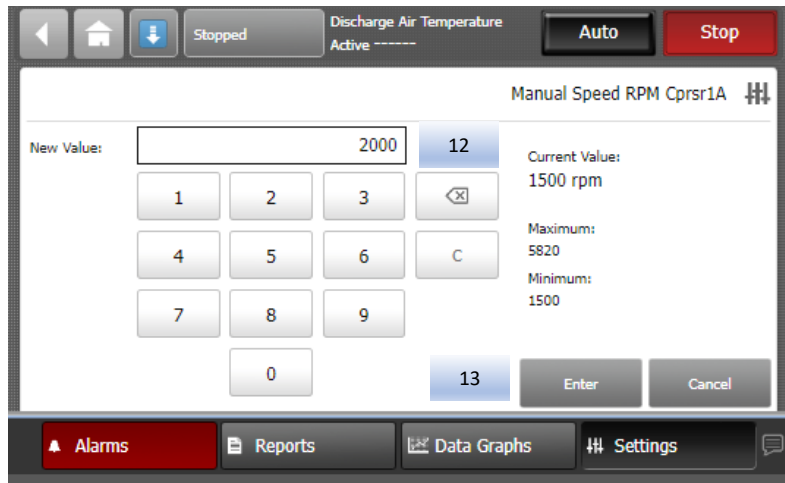 Stopped
Discharge Air Temperature
Active ------
Auto
Stop
Manual Speed RPM Cprsr1A
New Value:
2000
12
Current Value:
1500 rpm
1
2
3
Maximum:
5820
4
5
6
C
Minimum:
1500
7
8
9
0
13
Enter
Cancel
Alarms
Reports
Data Graphs
Settings